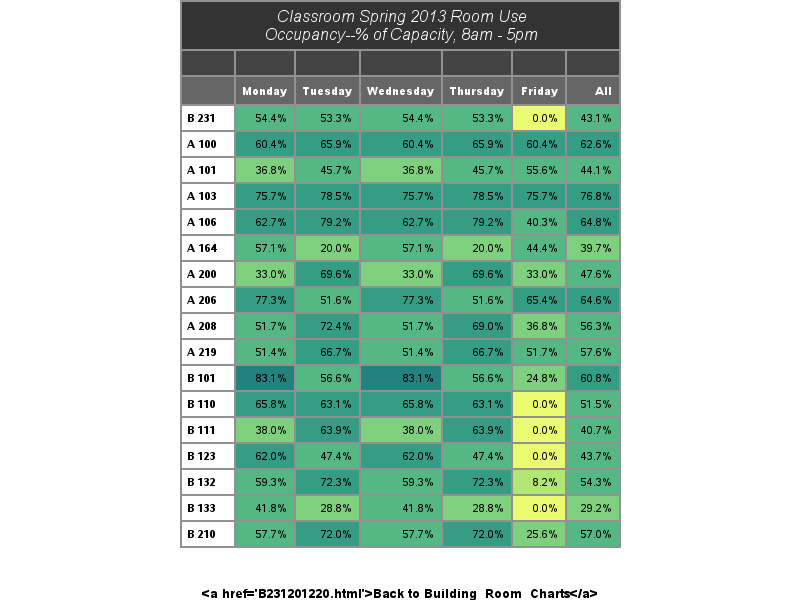 Classroom Spring 2013 Room Use
Occupancy--% of Capacity, 8am - 5pm
Monday Tuesday Wednesday Thursday Friday All
B 231 54.4% 53.3% 54.4% 53.3% 0.0% 43.1%
A 100 60.4% 65.9% 60.4% 65.9% 60.4% 62.6%
A 101 36.8% 45.7% 36.8% 45.7% 55.6% 44.1%
A 103 75.7% 78.5% 75.7% 78.5% 75.7% 76.8%
A 106 62.7% 79.2% 62.7% 79.2% 40.3% 64.8%
A 164 57.1% 20.0% 57.1% 20.0% 44.4% 39.7%
A 200 33.0% 69.6% 33.0% 69.6% 33.0% 47.6%
A 206 77.3% 51.6% 77.3% 51.6% 65.4% 64.6%
A 208 51.7% 72.4% 51.7% 69.0% 36.8% 56.3%
A 219 51.4% 66.7% 51.4% 66.7% 51.7% 57.6%
B 101 83.1% 56.6% 83.1% 56.6% 24.8% 60.8%
B 110 65.8% 63.1% 65.8% 63.1% 0.0% 51.5%
B 111 38.0% 63.9% 38.0% 63.9% 0.0% 40.7%
B 123 62.0% 47.4% 62.0% 47.4% 0.0% 43.7%
B 132 59.3% 72.3% 59.3% 72.3% 8.2% 54.3%
B 133 41.8% 28.8% 41.8% 28.8% 0.0% 29.2%
B 210 57.7% 72.0% 57.7% 72.0% 25.6% 57.0%
<a href='B231201220.html'>Back to Building_Room_Charts</a>